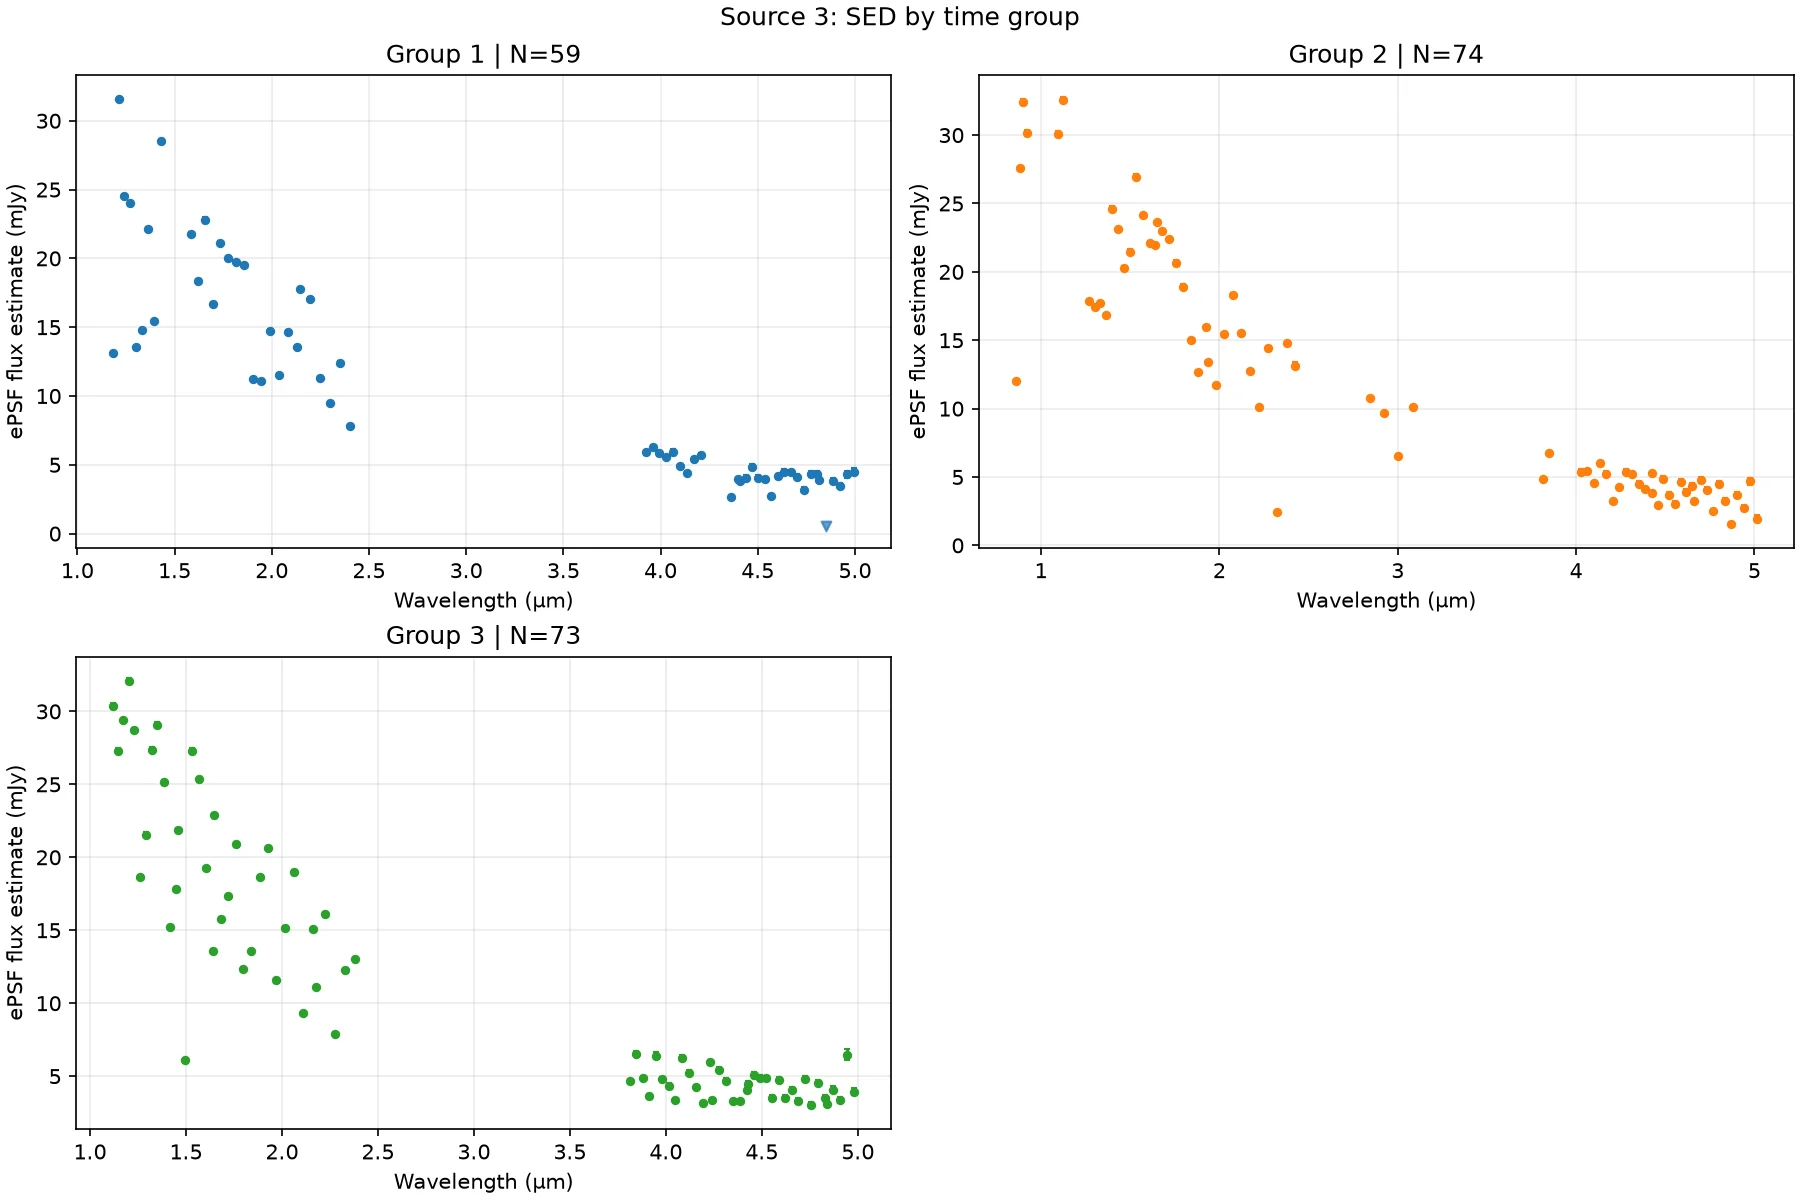 Source 3: SED by time group
Group 1 | N=59
ePSF flux estimate (mJy)
30
25
20
15
10
5
0
1.0 1.5 2.0 2.5 3.0 3.5 4.0 4.5 5.0
Wavelength (µm)
Group 2 | N=74
ePSF flux estimate (mJy)
30
25
20
15
10
5
0
1 2 3 4 5
Wavelength (µm)
Group 3 | N=73
ePSF flux estimate (mJy)
30
25
20
15
10
5
1.0 1.5 2.0 2.5 3.0 3.5 4.0 4.5 5.0
Wavelength (µm)